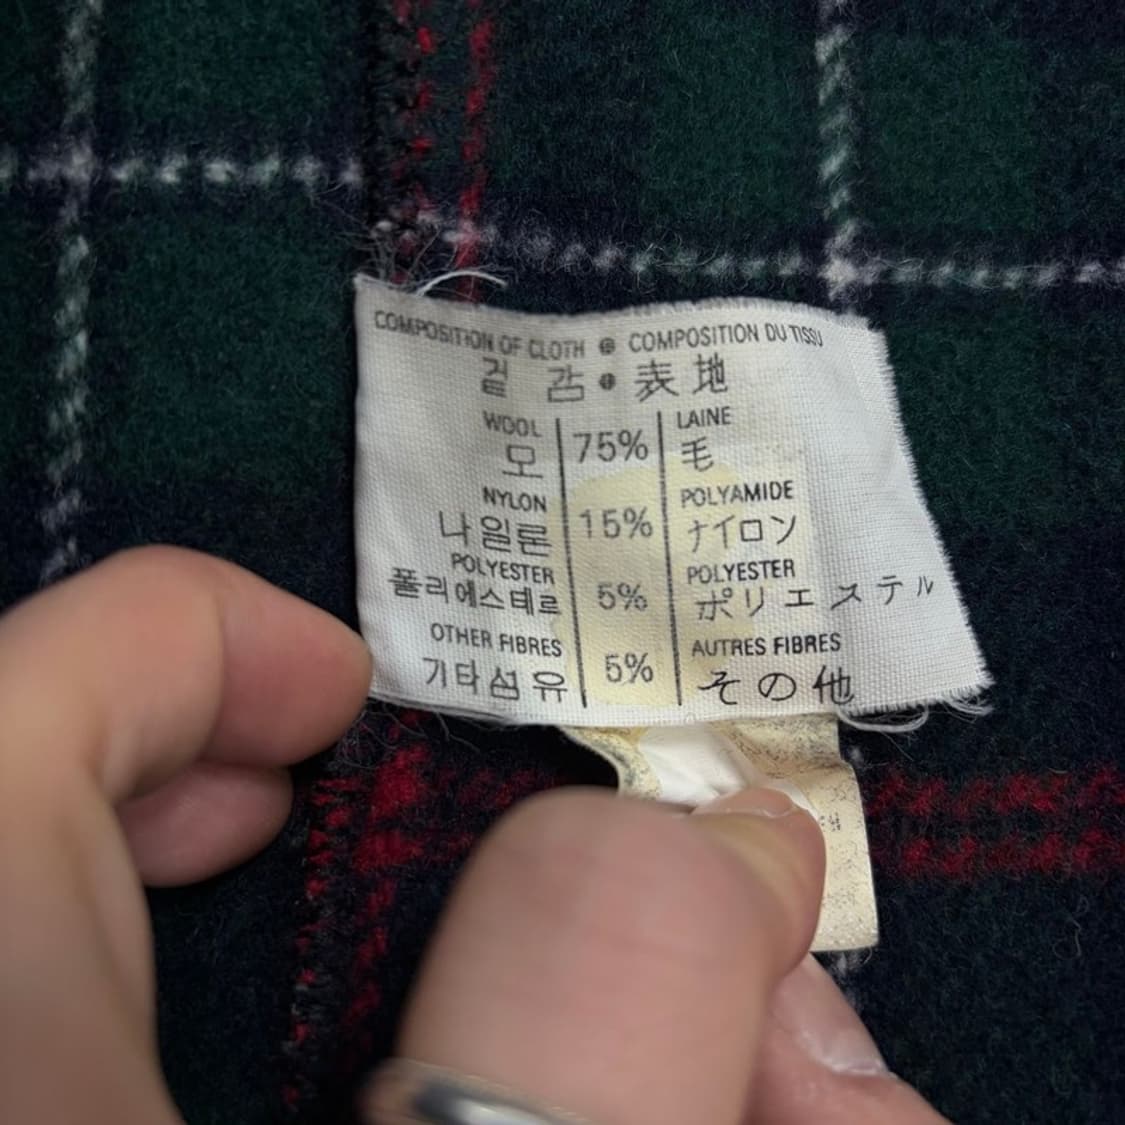 COMPOSITION OF CLOTH COMPOSITION DU TISSU
겉 감 • 表地
WOOL LAINE
모 75% 毛
NYLON POLYAMIDE
나일론 15% ナイロン
POLYESTER POLYESTER
폴리에스테르 5% ポリエステル
OTHER FIBRES AUTRES FIBRES
기타섬유 5% その他